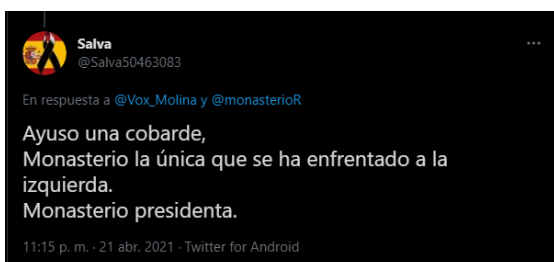 Salva
@Salva50463083
En respuesta a @Vox_Molina y @monasterioR
Ayuso una cobarde,
Monasterio la única que se ha enfrentado a la
izquierda.
Monasterio presidenta.
11:15 p. m. · 21 abr. 2021 · Twitter for Android